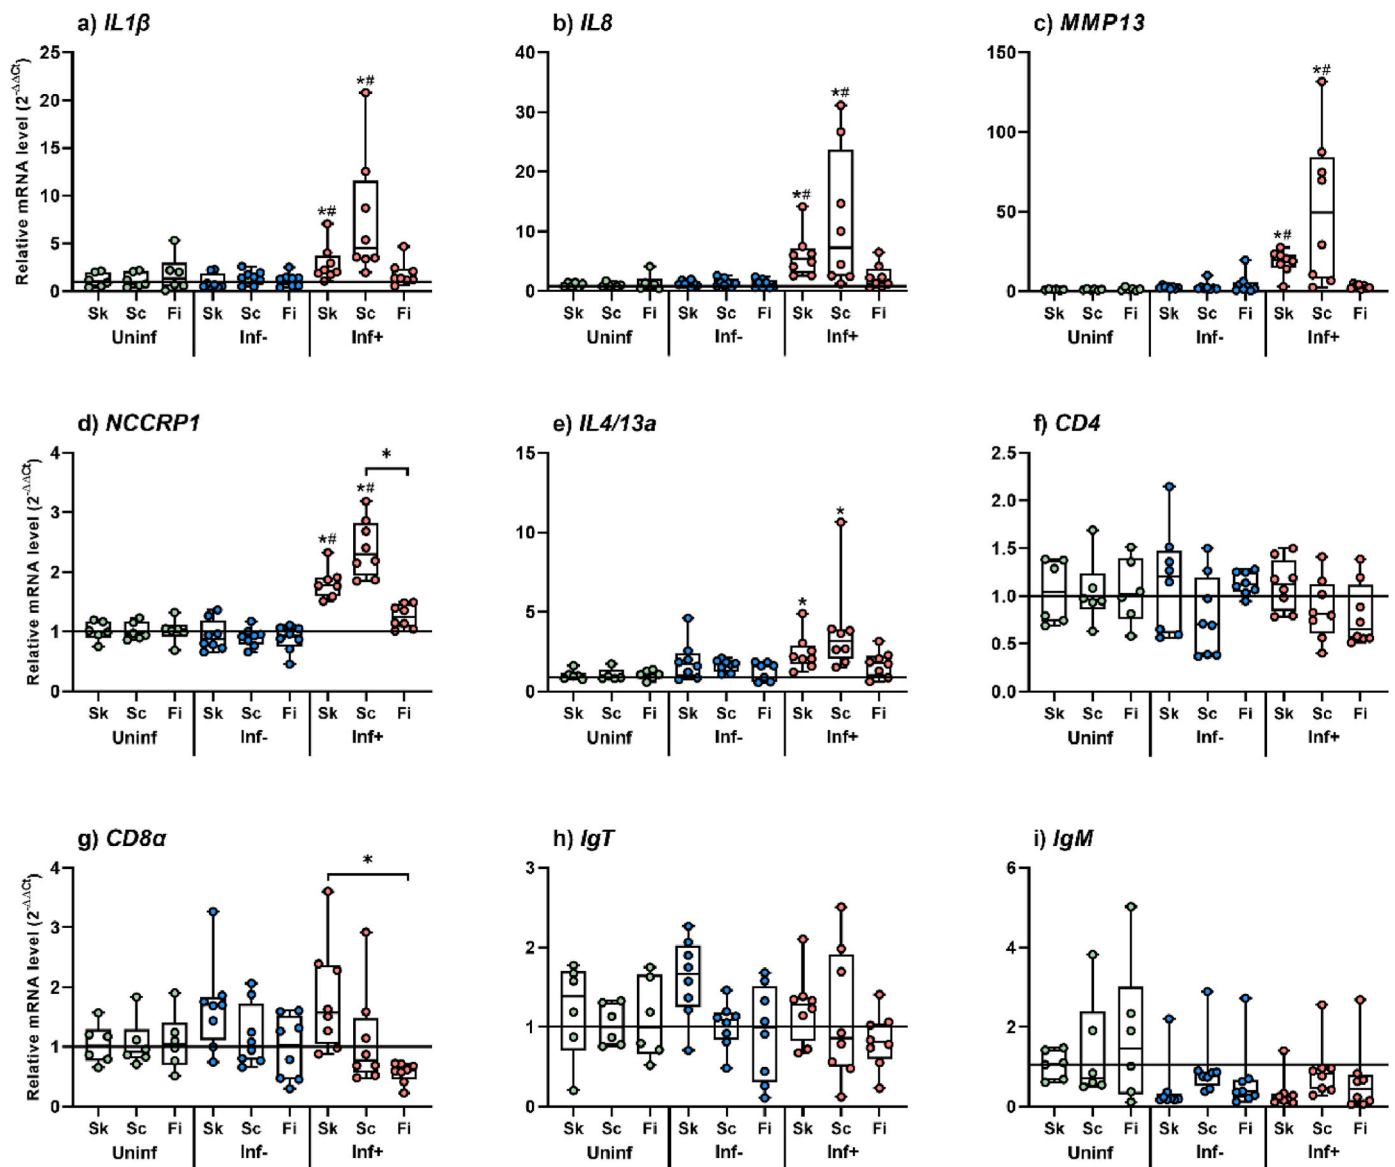 a) IL1β
b) IL8
c) MMP13
Relative mRNA level (2-ΔΔCt)
25
20
15
10
5
0
*#
*#
Sk Sc Fi Sk Sc Fi Sk Sc Fi
Uninf Inf- Inf+
40
30
20
10
0
*#
*#
Sk Sc Fi Sk Sc Fi Sk Sc Fi
Uninf Inf- Inf+
150
100
50
0
*#
*#
Sk Sc Fi Sk Sc Fi Sk Sc Fi
Uninf Inf- Inf+
d) NCCRP1
e) IL4/13a
f) CD4
Relative mRNA level (2-ΔΔCt)
4
3
2
1
0
*
*#
*#
Sk Sc Fi Sk Sc Fi Sk Sc Fi
Uninf Inf- Inf+
15
10
5
0
*
*
Sk Sc Fi Sk Sc Fi Sk Sc Fi
Uninf Inf- Inf+
2.5
2.0
1.5
1.0
0.5
0.0
Sk Sc Fi Sk Sc Fi Sk Sc Fi
Uninf Inf- Inf+
g) CD8α
h) IgT
i) IgM
Relative mRNA level (2-ΔΔCt)
4
3
2
1
0
*
Sk Sc Fi Sk Sc Fi Sk Sc Fi
Uninf Inf- Inf+
3
2
1
0
Sk Sc Fi Sk Sc Fi Sk Sc Fi
Uninf Inf- Inf+
6
4
2
0
Sk Sc Fi Sk Sc Fi Sk Sc Fi
Uninf Inf- Inf+